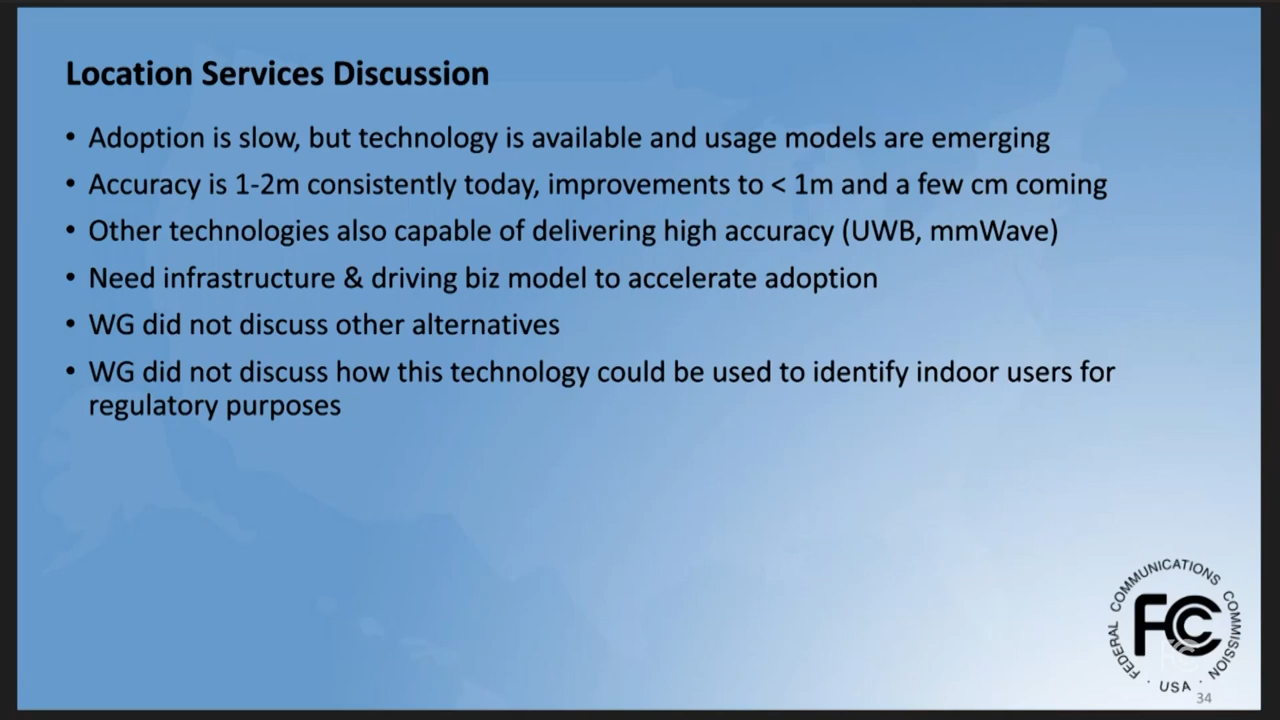 Location Services Discussion
• Adoption is slow, but technology is available and usage models are emerging
• Accuracy is 1-2m consistently today, improvements to < 1m and a few cm coming
• Other technologies also capable of delivering high accuracy (UWB, mmWave)
• Need infrastructure & driving biz model to accelerate adoption
• WG did not discuss other alternatives
• WG did not discuss how this technology could be used to identify indoor users for
regulatory purposes
FEDERAL COMMUNICATIONS COMMISSION
FCC
· USA ·
34